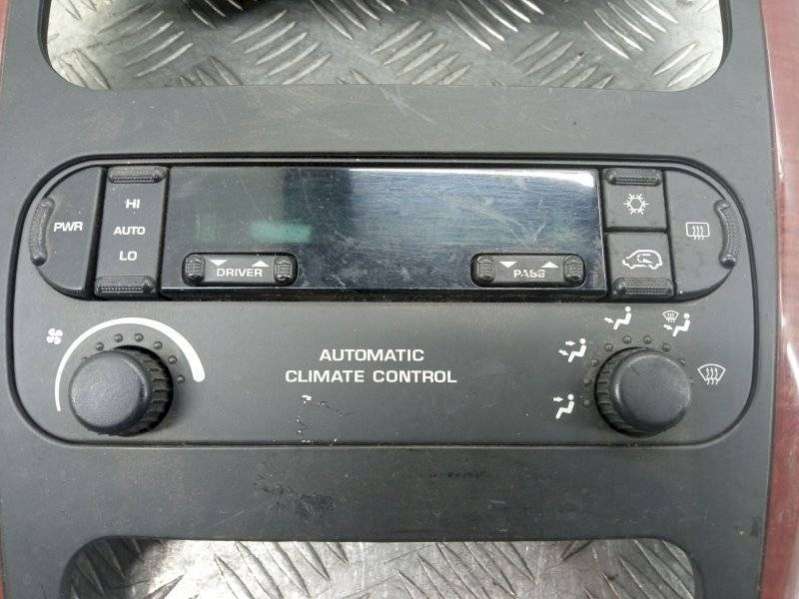 HI
PWR
AUTO
LO
DRIVER
PASS
AUTOMATIC
CLIMATE CONTROL